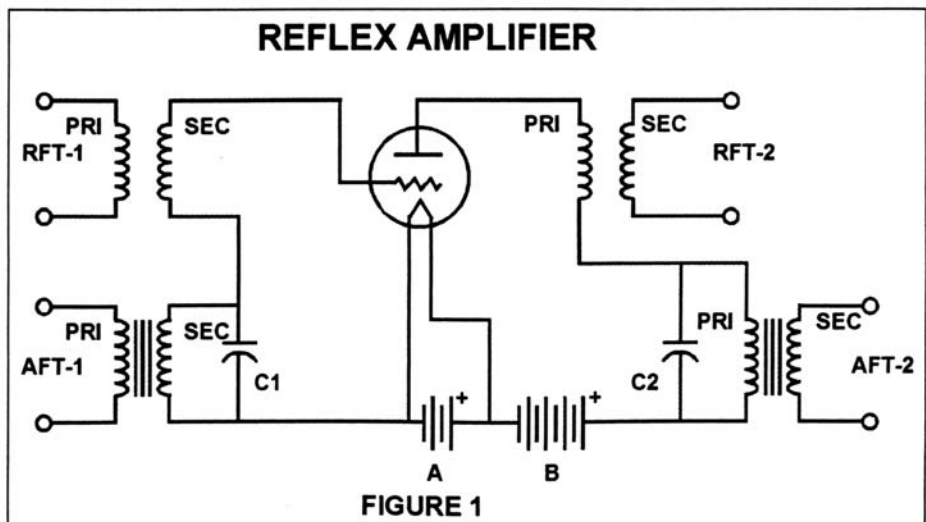 REFLEX AMPLIFIER
PRI SEC PRI SEC
RFT-1 RFT-2
PRI SEC PRI SEC
AFT-1 C1 C2 AFT-2
+ +
A B
FIGURE 1